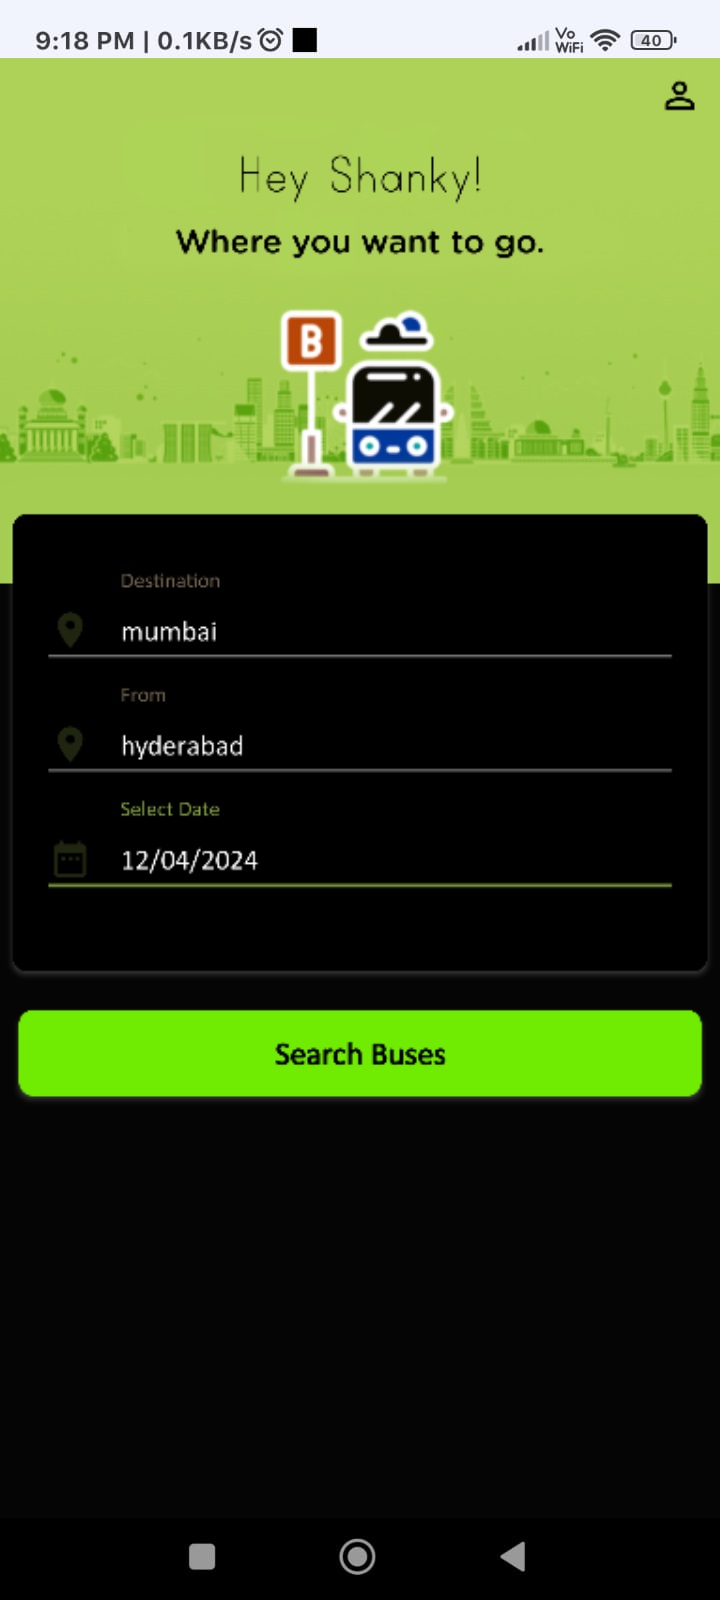 9:18 PM | 0.1KB/s
Vo
WiFi
40
Hey Shanky!
Where you want to go.
B
Destination
mumbai
From
hyderabad
Select Date
12/04/2024
Search Buses